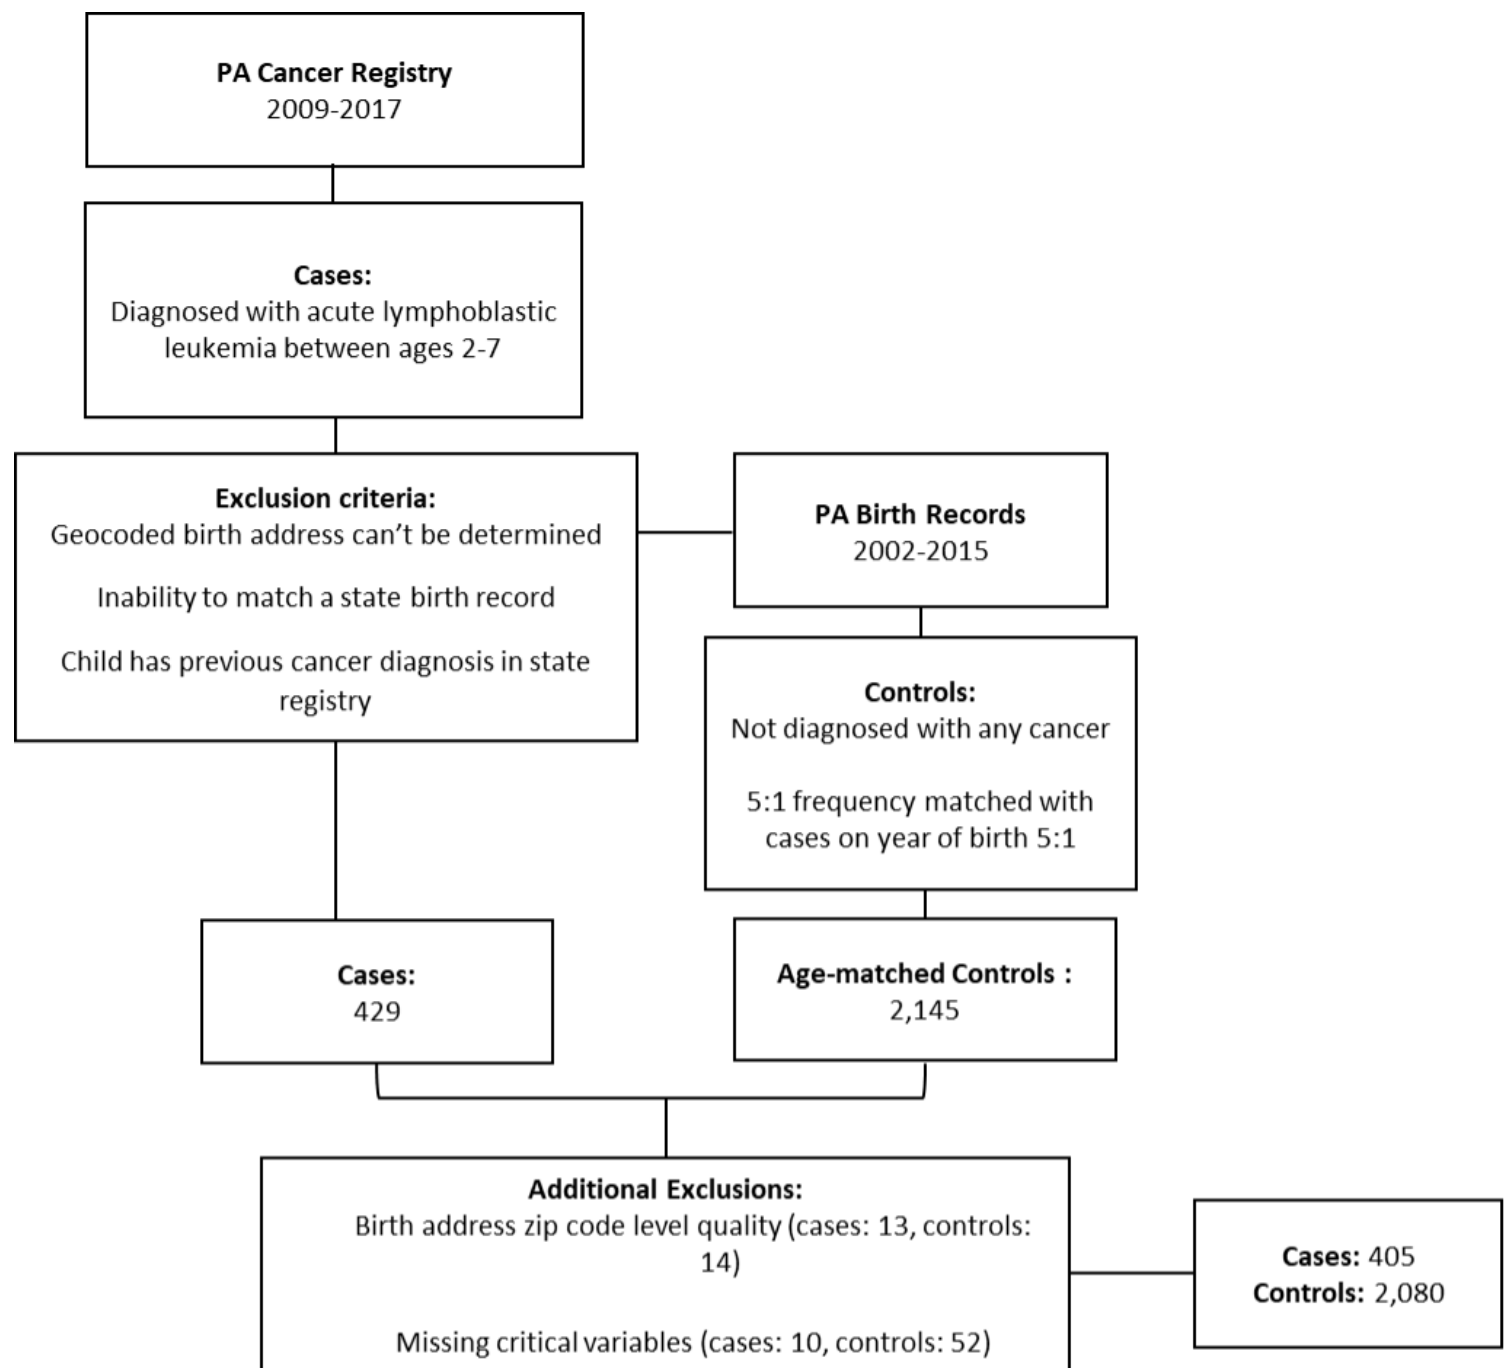 PA Cancer Registry
2009-2017
Cases:
Diagnosed with acute lymphoblastic
leukemia between ages 2-7
Exclusion criteria:
Geocoded birth address can't be determined
Inability to match a state birth record
Child has previous cancer diagnosis in state
registry
PA Birth Records
2002-2015
Controls:
Not diagnosed with any cancer
5:1 frequency matched with
cases on year of birth 5:1
Cases:
429
Age-matched Controls :
2,145
Additional Exclusions:
Birth address zip code level quality (cases: 13, controls:
14)
Missing critical variables (cases: 10, controls: 52)
Cases: 405
Controls: 2,080